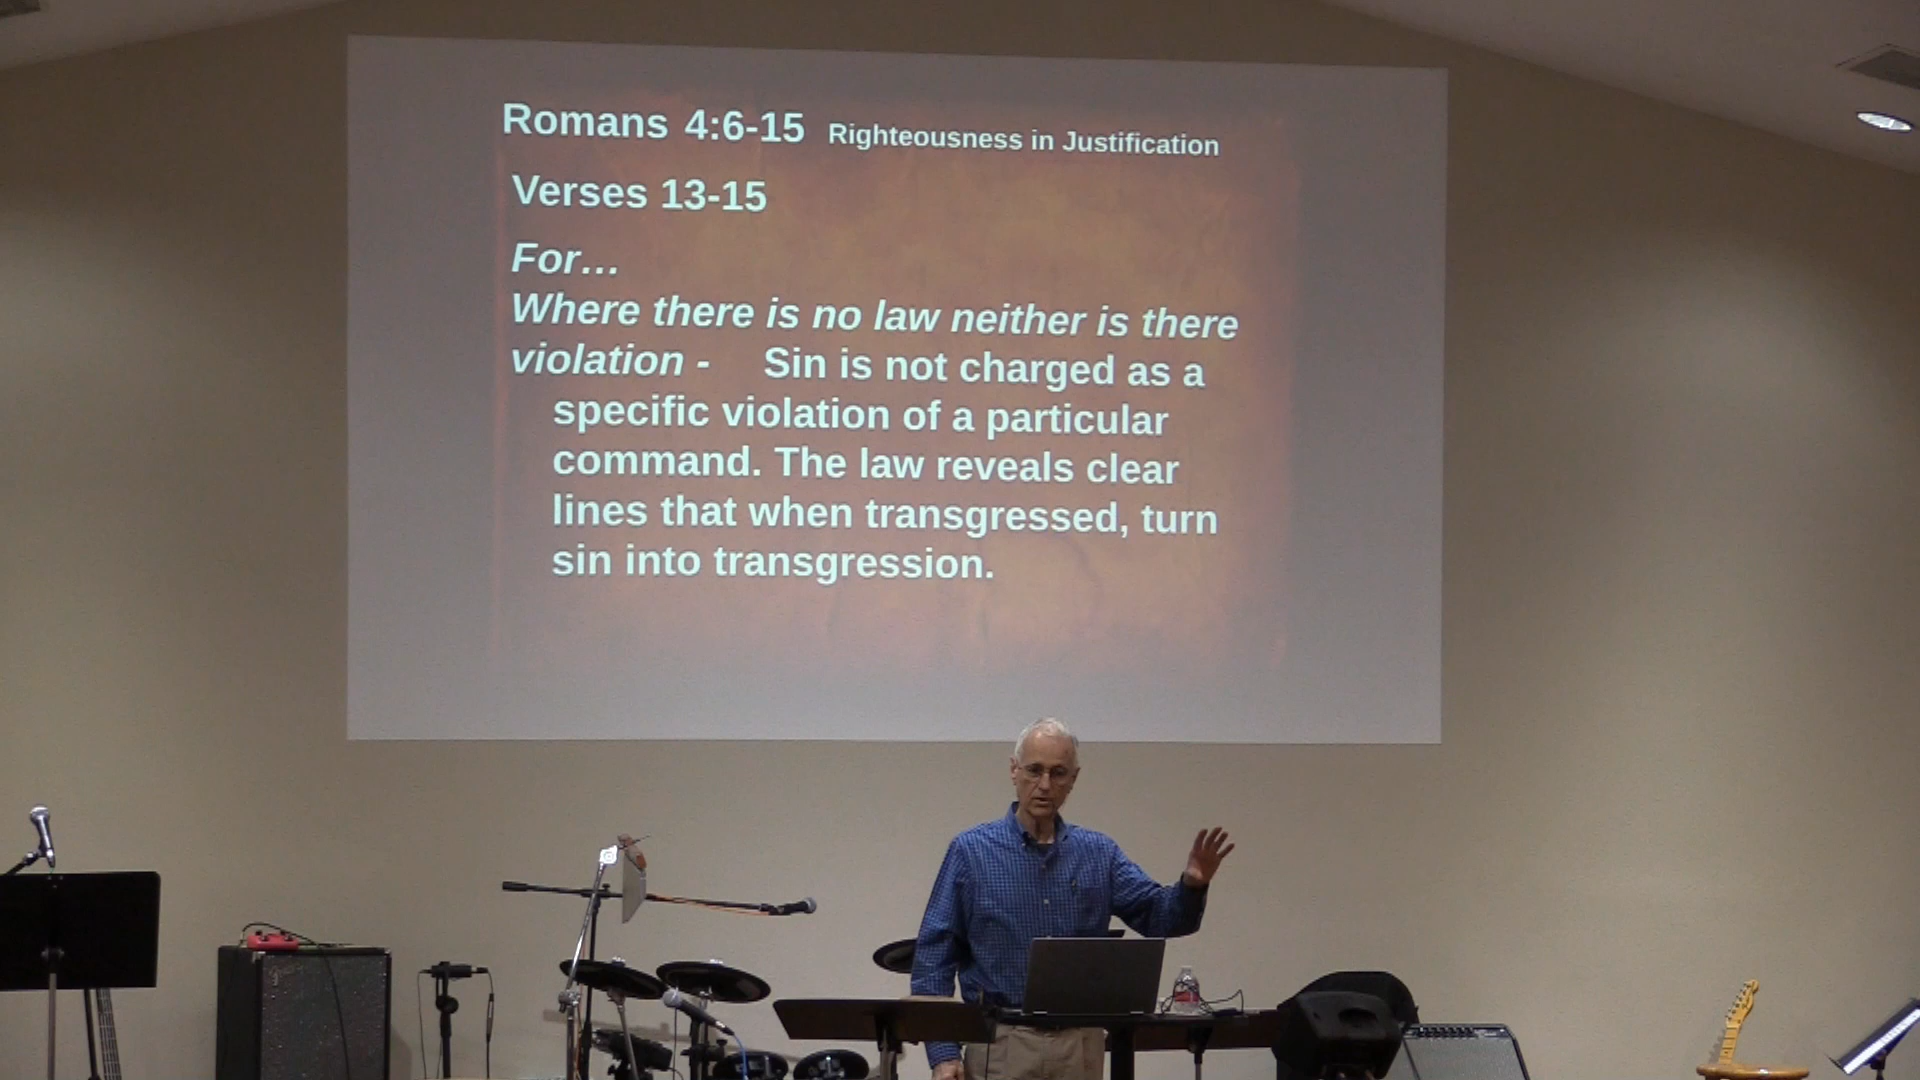 Romans 4:6-15 Righteousness in Justification
Verses 13-15
For...
Where there is no law neither is there
violation - Sin is not charged as a
specific violation of a particular
command. The law reveals clear
lines that when transgressed, turn
sin into transgression.